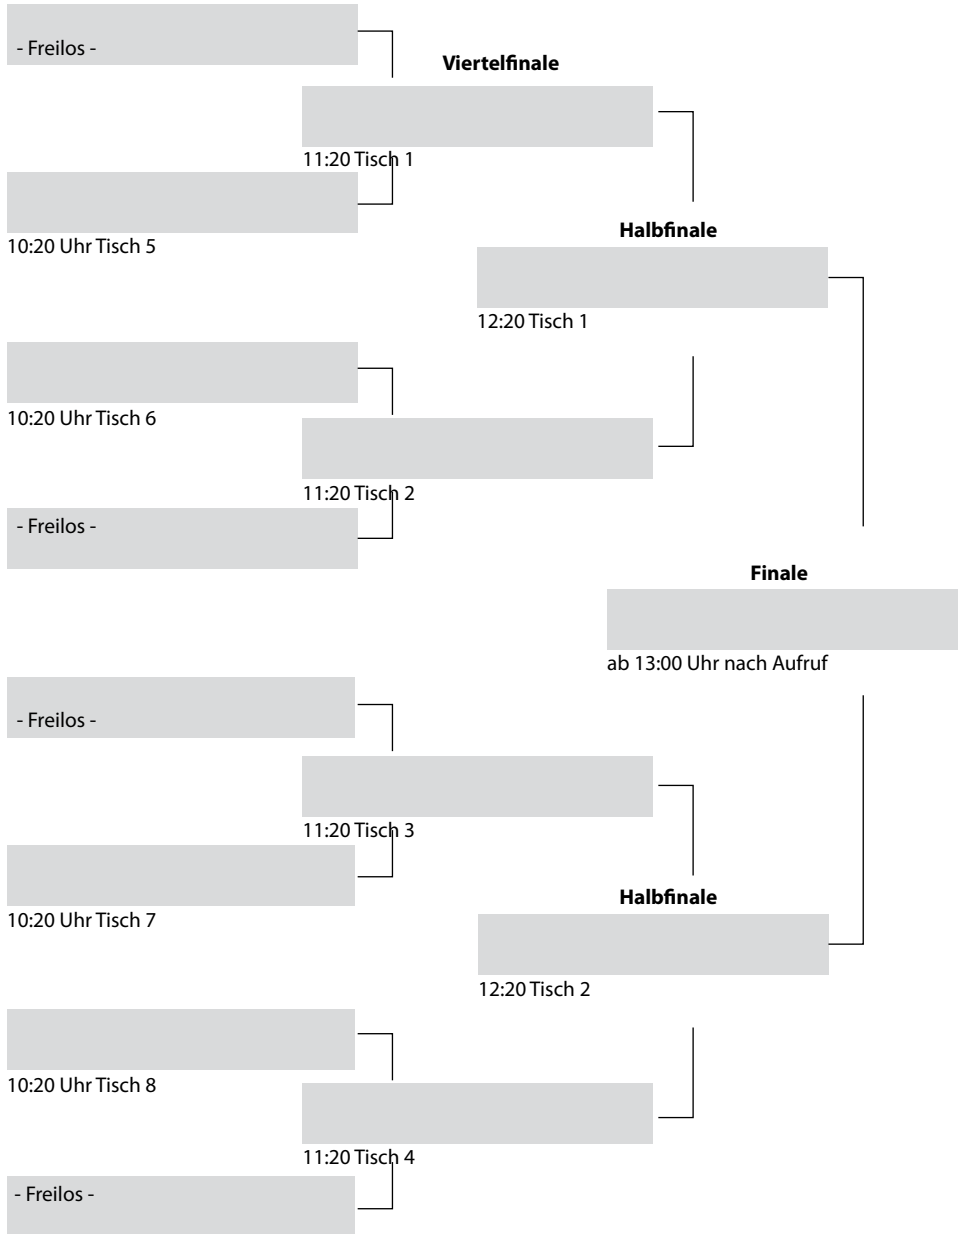 - Freilos -
Viertelfinale
11:20 Tisch 1
10:20 Uhr Tisch 5
Halbfinale
12:20 Tisch 1
10:20 Uhr Tisch 6
11:20 Tisch 2
- Freilos -
Finale
ab 13:00 Uhr nach Aufruf
- Freilos -
11:20 Tisch 3
Halbfinale
10:20 Uhr Tisch 7
12:20 Tisch 2
10:20 Uhr Tisch 8
11:20 Tisch 4
- Freilos -